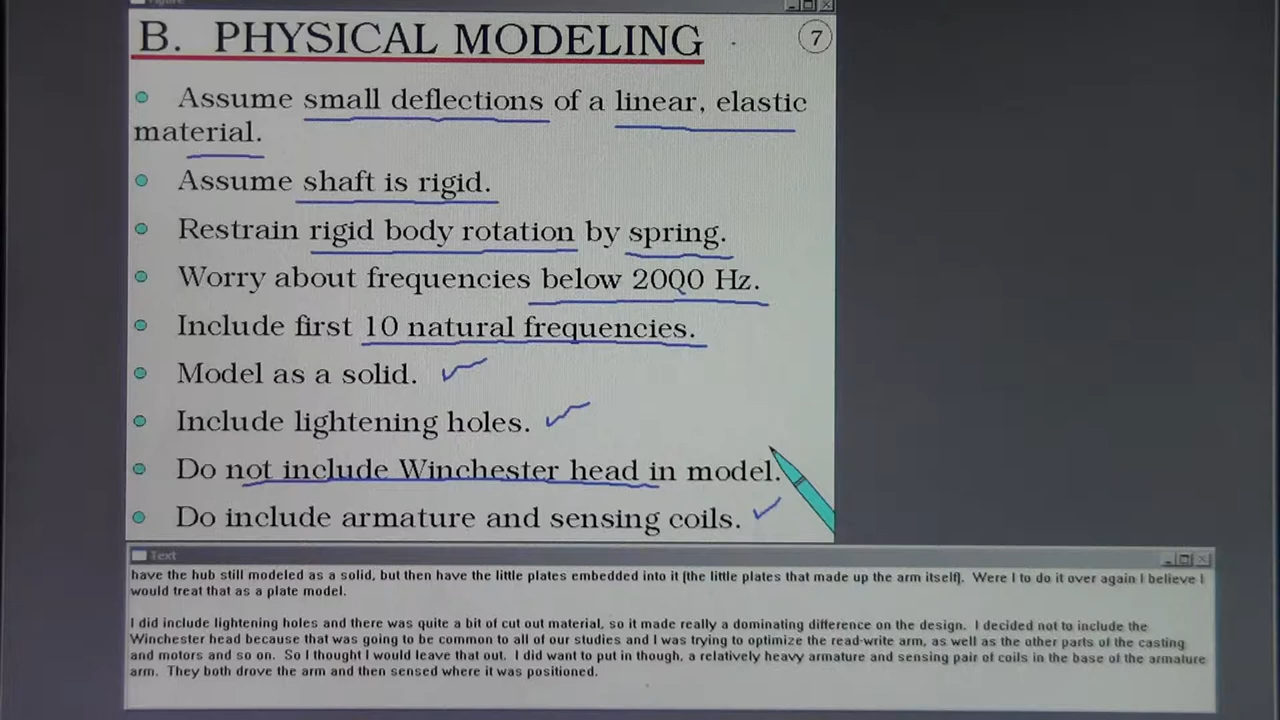 Figure
B. PHYSICAL MODELING
7
Assume small deflections of a linear, elastic
material.
Assume shaft is rigid.
Restrain rigid body rotation by spring.
Worry about frequencies below 2000 Hz.
Include first 10 natural frequencies.
Model as a solid.
Include lightening holes.
Do not include Winchester head in model.
Do include armature and sensing coils.
Text
have the hub still modeled as a solid, but then have the little plates embedded into it (the little plates that made up the arm itself). Were I to do it over again I believe I
would treat that as a plate model.
I did include lightening holes and there was quite a bit of cut out material, so it made really a dominating difference on the design. I decided not to include the
Winchester head because that was going to be common to all of our studies and I was trying to optimize the read-write arm, as well as the other parts of the casting
and motors and so on. So I thought I would leave that out. I did want to put in though, a relatively heavy armature and sensing pair of coils in the base of the armature
arm. They both drove the arm and then sensed where it was positioned.